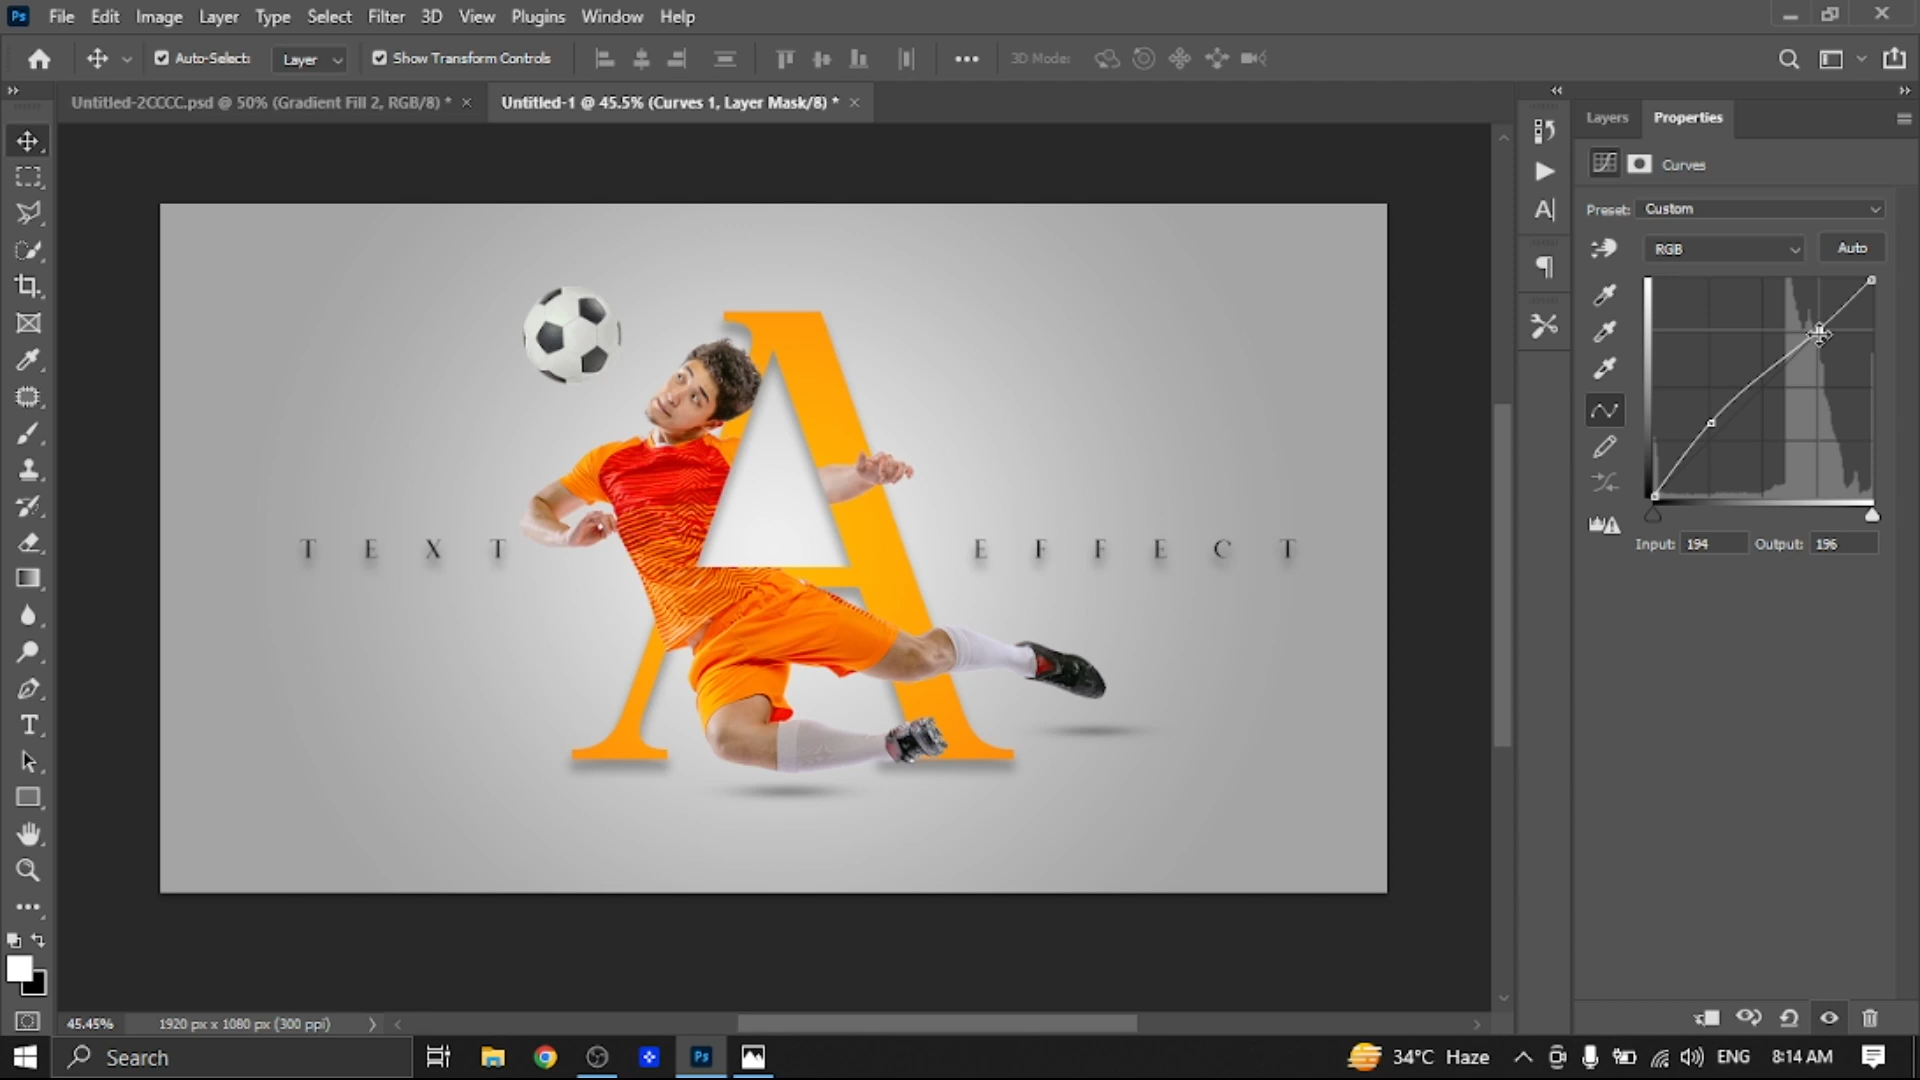 Ps File Edit Image Layer Type Select Filter 3D View Plugins Window Help
Auto-Select: Layer Show Transform Controls 3D Mode:
Untitled-2CCCC.psd @ 50% (Gradient Fill 2, RGB/8) * × Untitled-1 @ 45.5% (Curves 1, Layer Mask/8) * ×
Layers Properties
Curves
Preset: Custom
RGB Auto
Input: 194 Output: 196
A
TEXT EFFECT
45.45% 1920 px x 1080 px (300 ppi)
Search Ps 34°C Haze ENG 8:14 AM